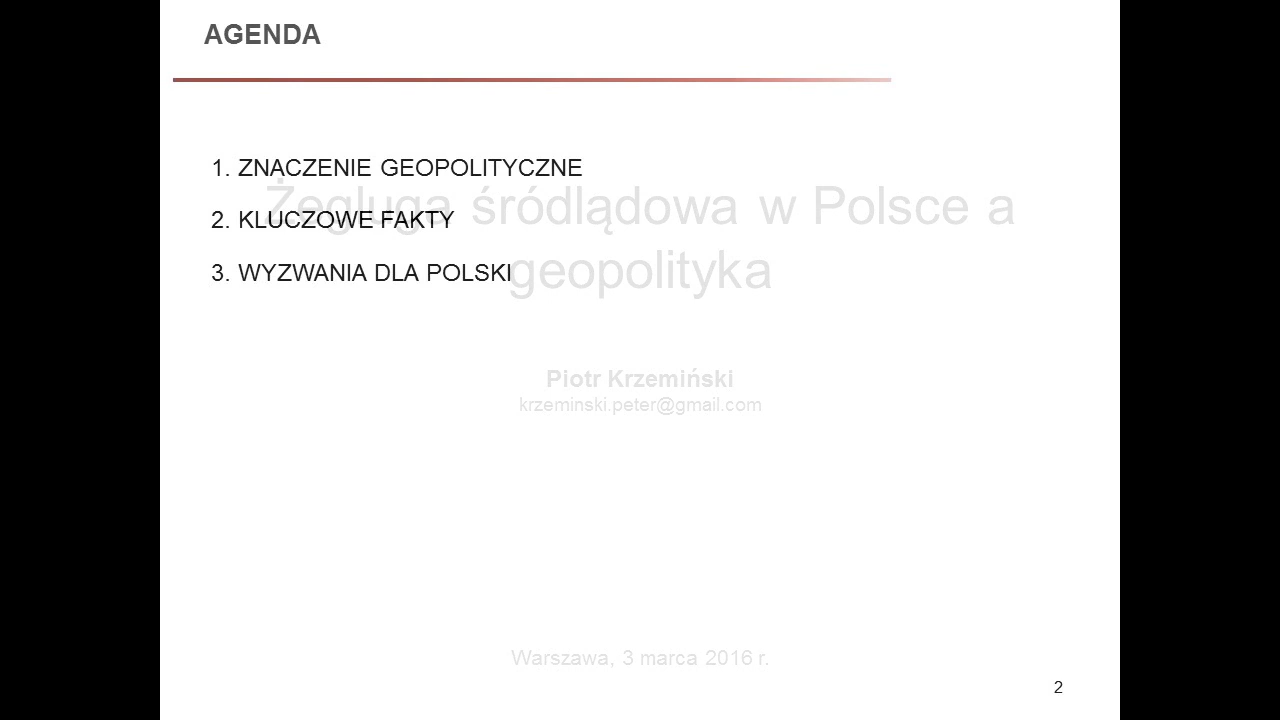 AGENDA
1. ZNACZENIE GEOPOLITYCZNE
Żegluga śródlądowa w Polsce a
2. KLUCZOWE FAKTY
geopolityka
3. WYZWANIA DLA POLSKI
Piotr Krzemiński
krzeminski.peter@gmail.com
Warszawa, 3 marca 2016 r.
2